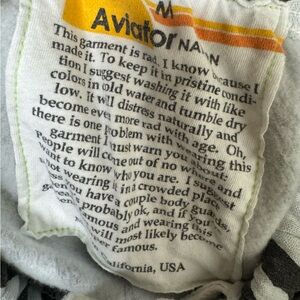 M
Aviator NATION
This garment is rad, I know because I
made it. To keep it in pristine condi-
tion I suggest washing it with like
colors in cold water and tumble dry
low. It will distress naturally and
become even more rad with age. Oh,
there is one problem with wearing this
garment I must warn you about.
People will come out of no where and
want to know who you are. I suggest
not wearing it in a crowded place
you have a couple body guards,
probably ok, and if
famous and wearing this
will most likely become
famous.
California, USA